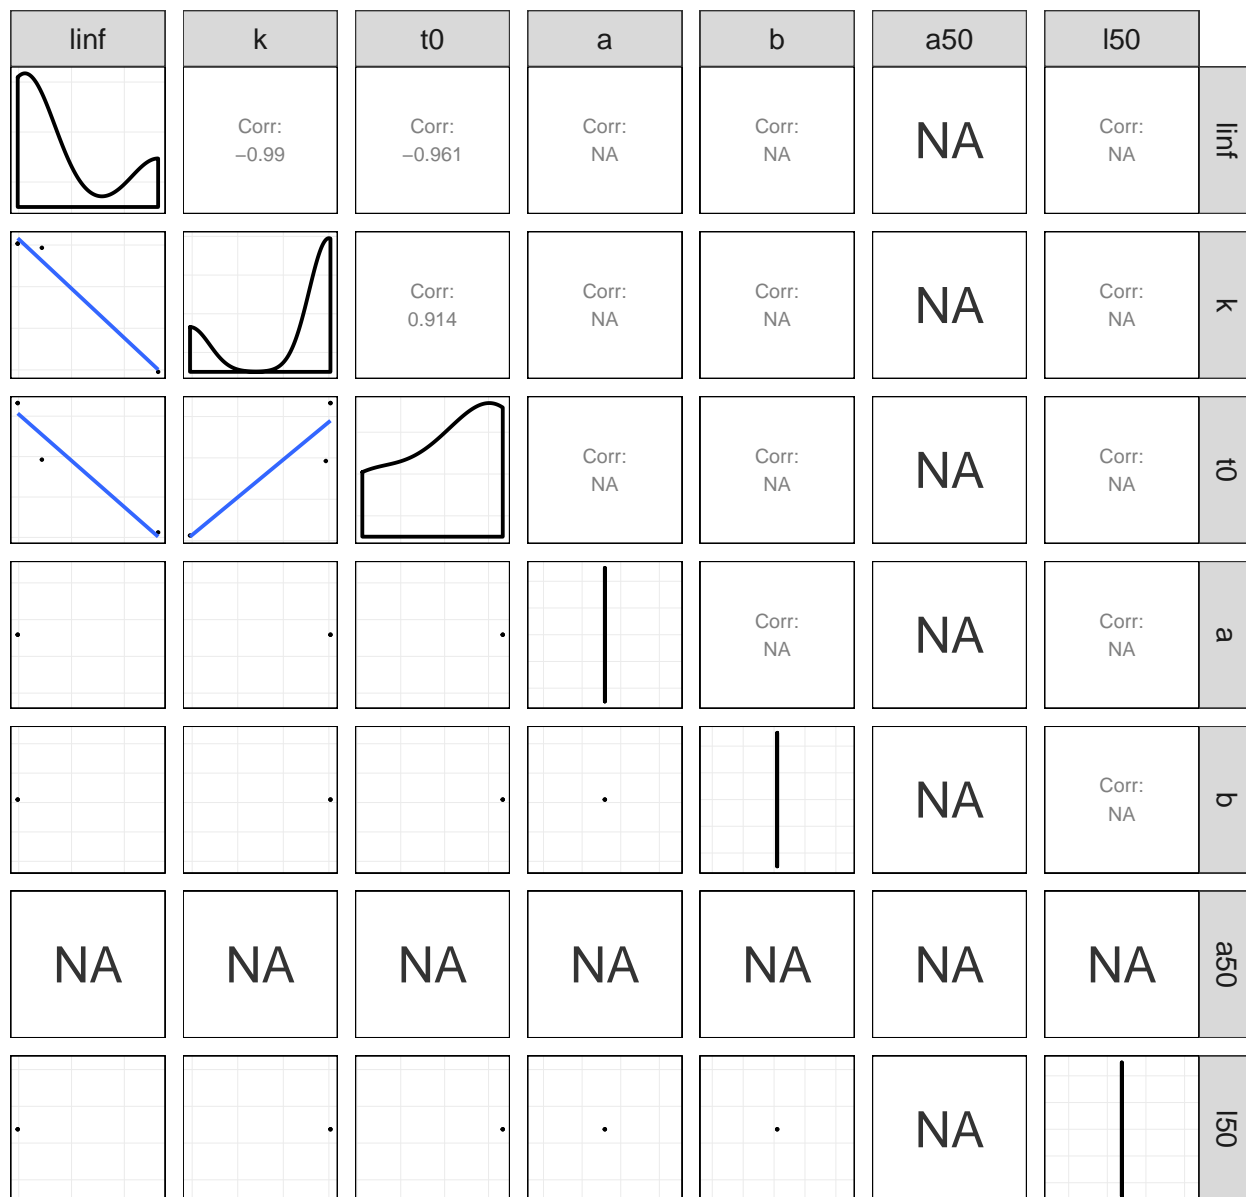 linf k t0 a b a50 l50
Corr: Corr: Corr: Corr: NA Corr: linf
−0.99 −0.961 NA NA NA
Corr: Corr: Corr: NA Corr: k
0.914 NA NA NA
Corr: Corr: NA Corr: t0
NA NA NA
Corr: NA Corr: a
NA NA
NA Corr: b
NA
NA NA NA NA NA NA NA a50
NA l50